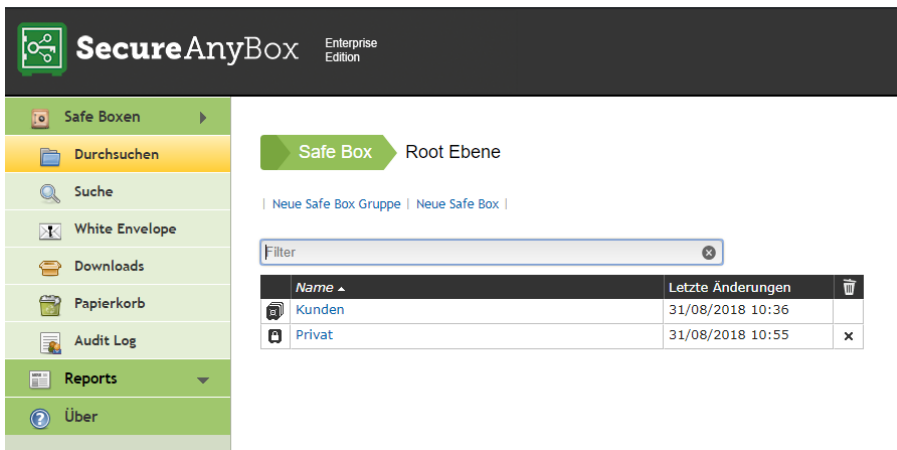 SecureAnyBox Enterprise
Edition
Safe Boxen
Durchsuchen
Suche
White Envelope
Downloads
Papierkorb
Audit Log
Reports
Über
Safe Box Root Ebene
| Neue Safe Box Gruppe | Neue Safe Box |
Filter
Name Letzte Änderungen
Kunden 31/08/2018 10:36
Privat 31/08/2018 10:55